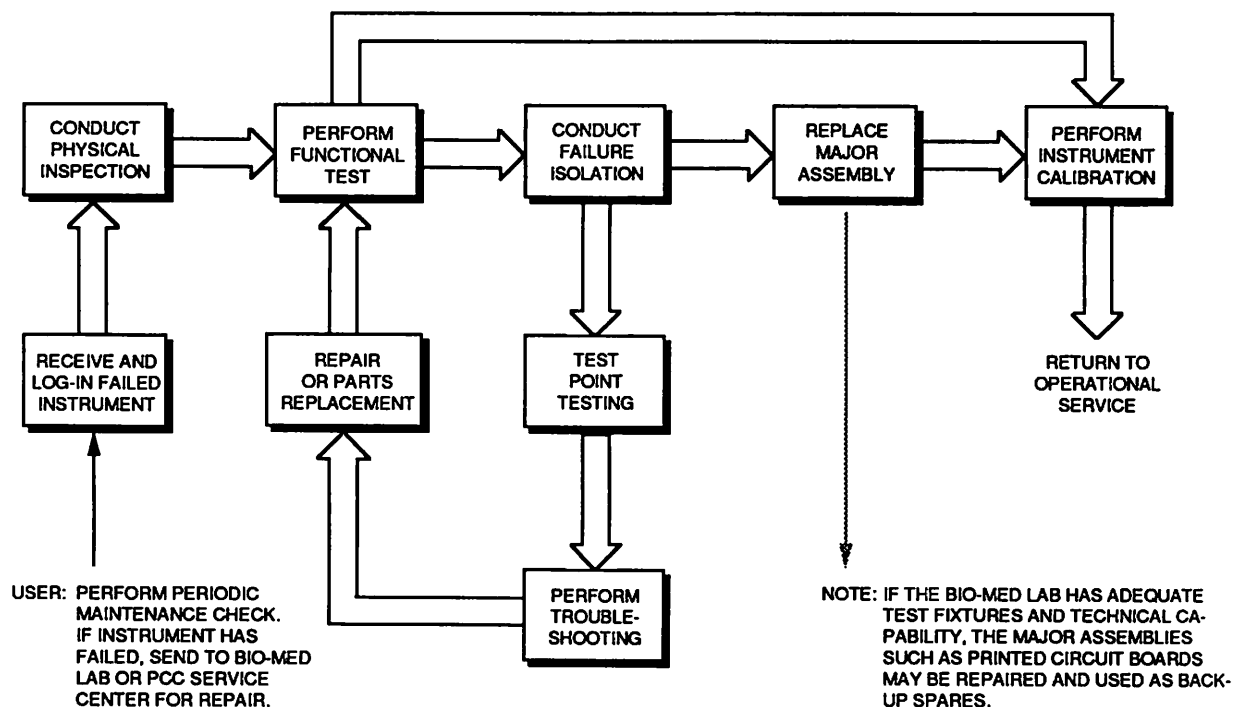 CONDUCT
PHYSICAL
INSPECTION
PERFORM
FUNCTIONAL
TEST
CONDUCT
FAILURE
ISOLATION
REPLACE
MAJOR
ASSEMBLY
PERFORM
INSTRUMENT
CALIBRATION
RECEIVE AND
LOG-IN FAILED
INSTRUMENT
REPAIR
OR PARTS
REPLACEMENT
TEST
POINT
TESTING
RETURN TO
OPERATIONAL
SERVICE
PERFORM
TROUBLE-
SHOOTING
USER: PERFORM PERIODIC
MAINTENANCE CHECK.
IF INSTRUMENT HAS
FAILED, SEND TO BIO-MED
LAB OR PCC SERVICE
CENTER FOR REPAIR.
NOTE: IF THE BIO-MED LAB HAS ADEQUATE
TEST FIXTURES AND TECHNICAL CA-
PABILITY, THE MAJOR ASSEMBLIES
SUCH AS PRINTED CIRCUIT BOARDS
MAY BE REPAIRED AND USED AS BACK-
UP SPARES.